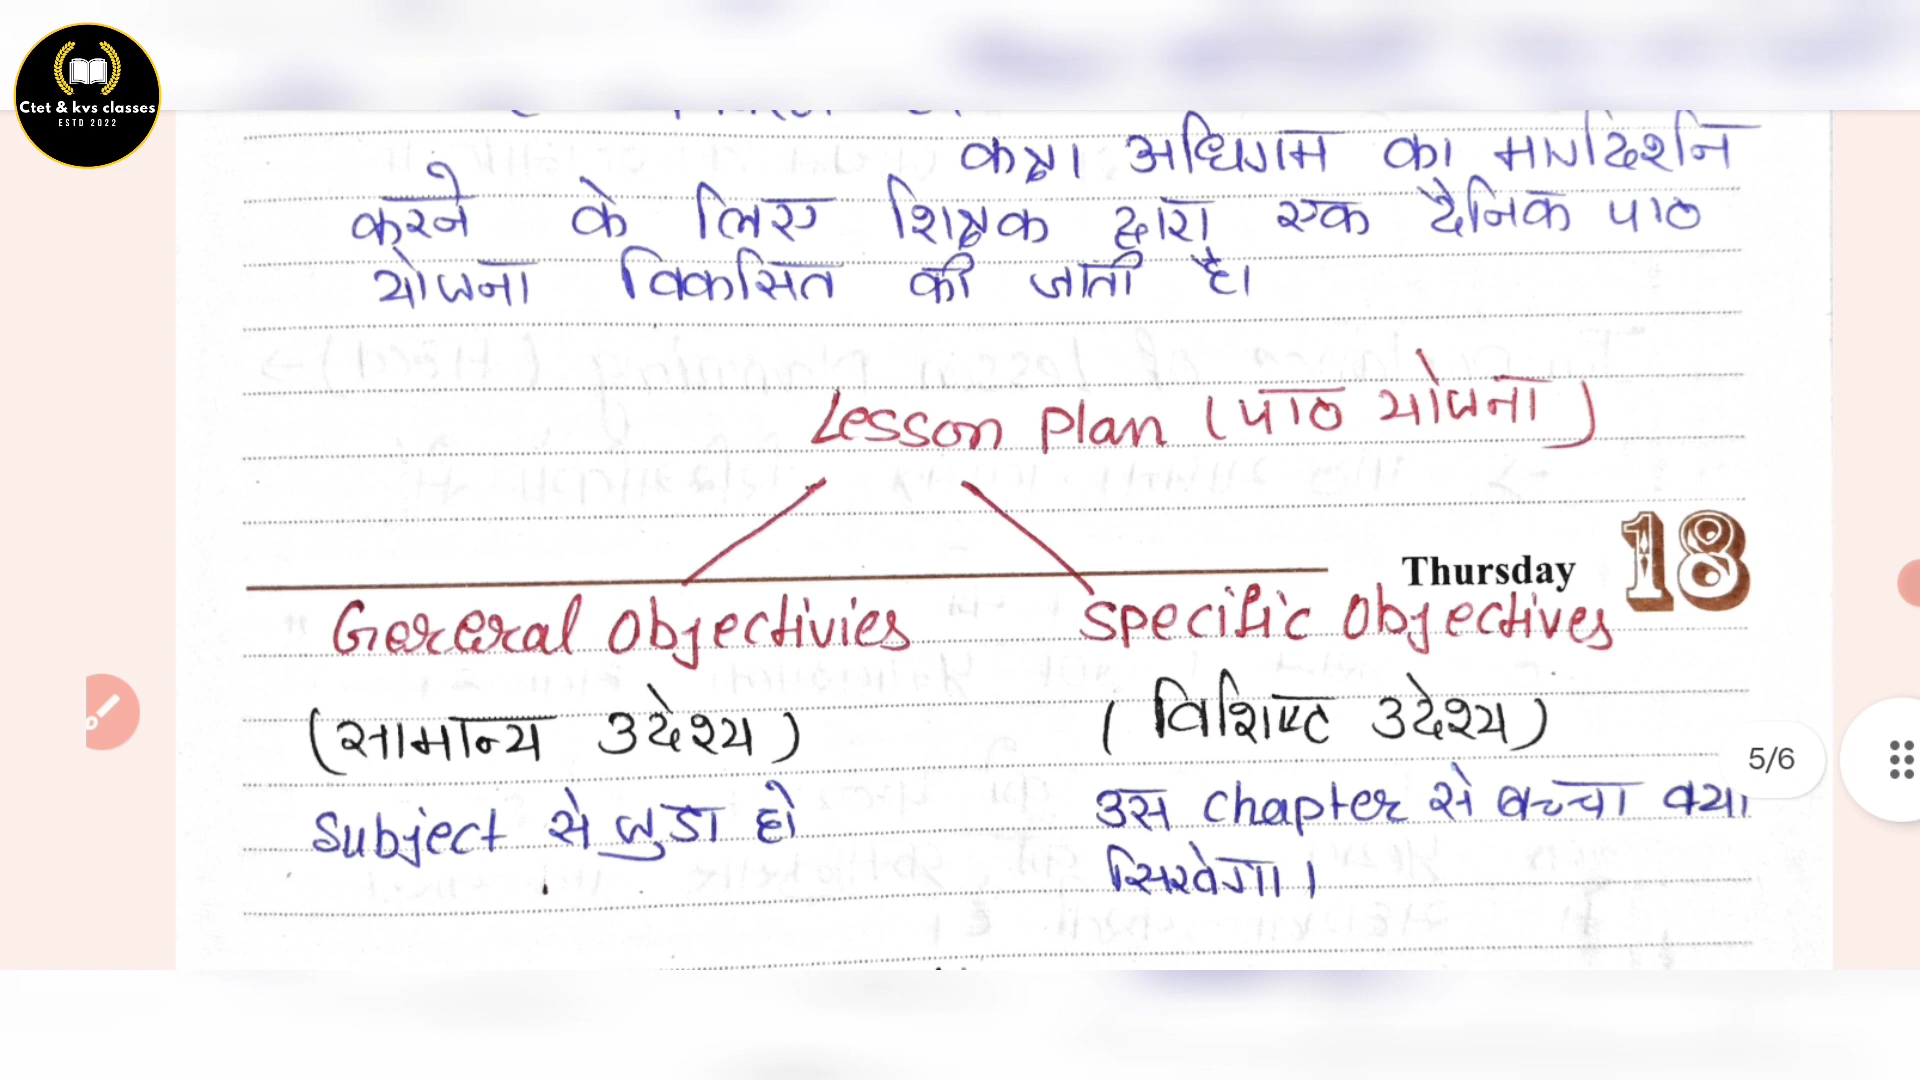 Ctet & kvs classes
ESTD 2022
कक्षा अधिगम का मार्गदर्शन
करने के लिए शिक्षक द्वारा एक दैनिक पाठ
योजना विकसित की जाती है।
Lesson plan (पाठ योजना)
Thursday 18
Gereral Objectivies Specific Objectives
(सामान्य उदेश्य) (विशिष्ट उदेश्य)
Subject से जुडा हो उस chapter से बच्चा क्या
सिखेगा।
5/6